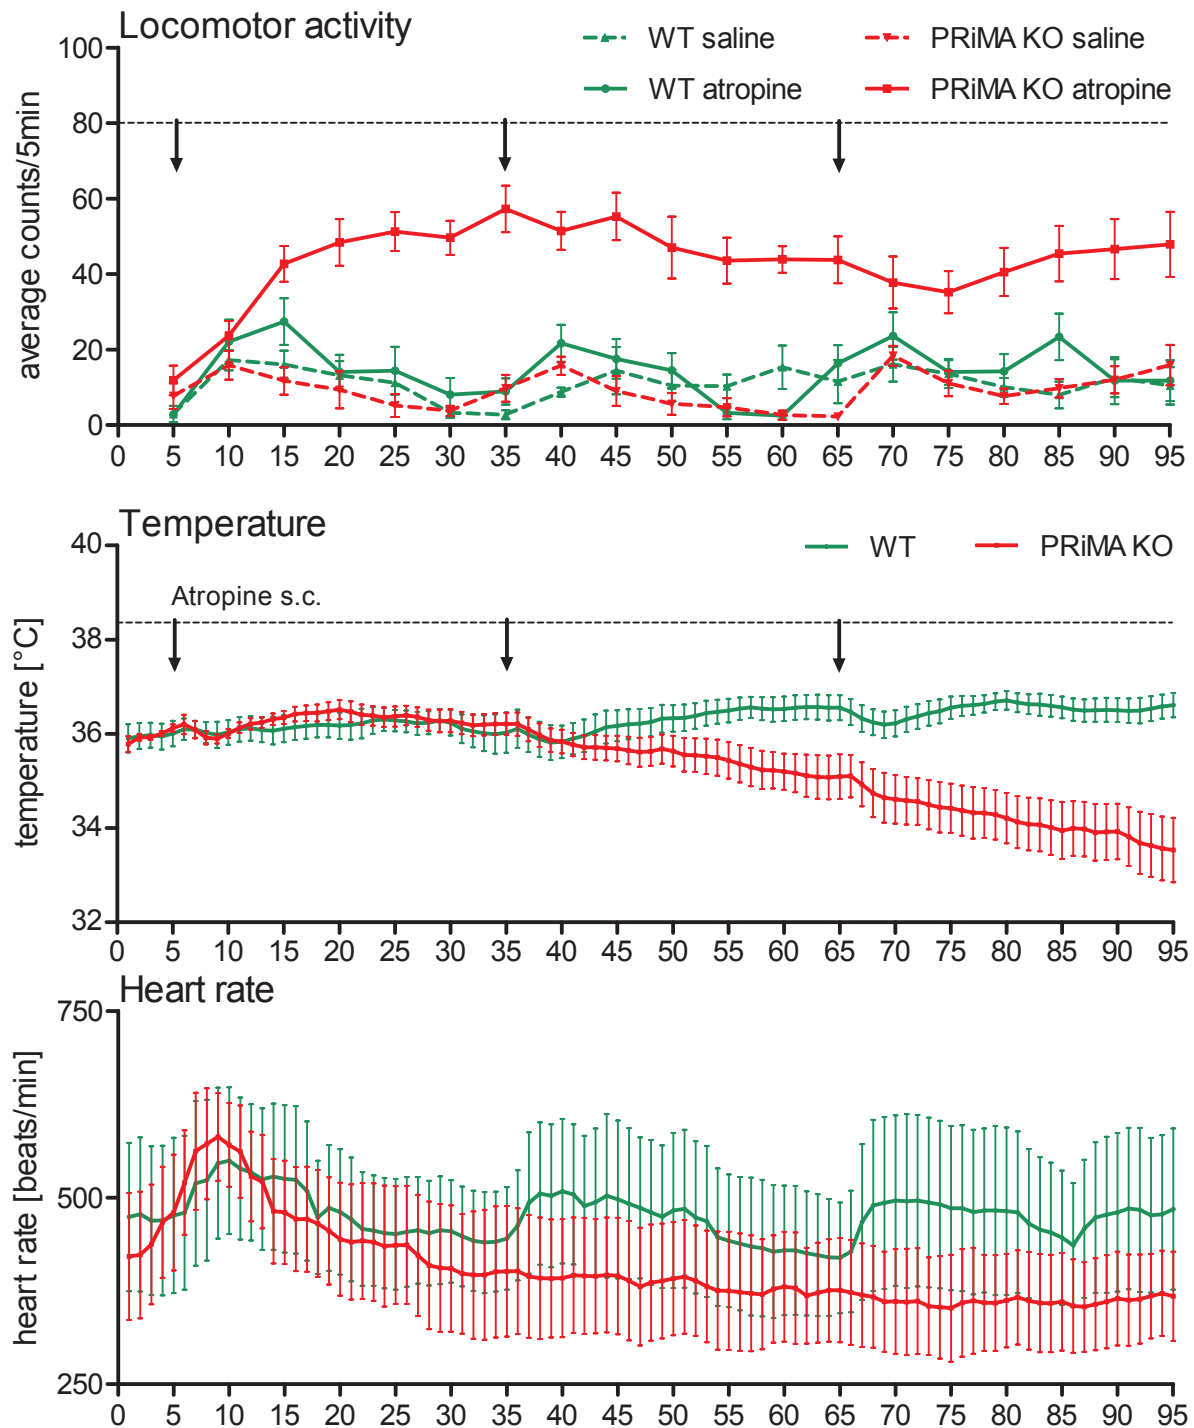 Locomotor activity
WT saline
PRiMA KO saline
WT atropine
PRiMA KO atropine
average counts/5min
100
80
60
40
20
0
0 5 10 15 20 25 30 35 40 45 50 55 60 65 70 75 80 85 90 95
Temperature
WT
PRiMA KO
Atropine s.c.
temperature [°C]
40
38
36
34
32
0 5 10 15 20 25 30 35 40 45 50 55 60 65 70 75 80 85 90 95
Heart rate
heart rate [beats/min]
750
500
250
0 5 10 15 20 25 30 35 40 45 50 55 60 65 70 75 80 85 90 95